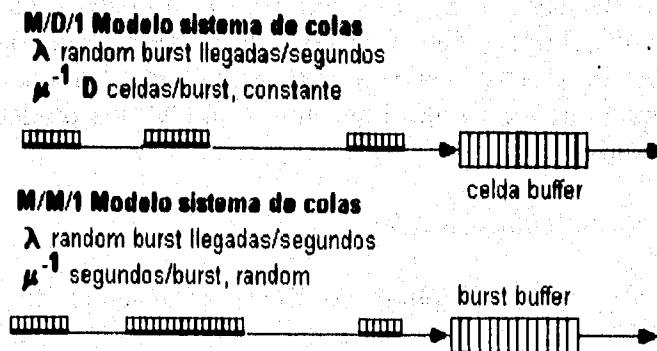 M/D/1 Modelo sistema de colas
λ random burst llegadas/segundos
μ⁻¹ D celdas/burst, constante
celda buffer
M/M/1 Modelo sistema de colas
λ random burst llegadas/segundos
μ⁻¹ segundos/burst, random
burst buffer